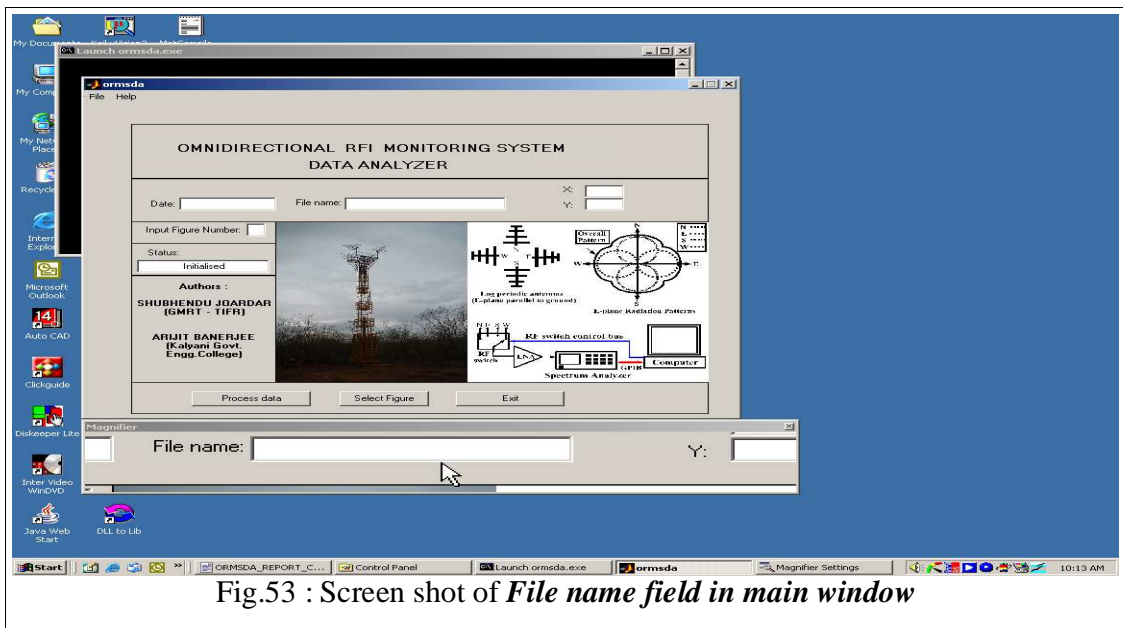 My Documents
Launch ormsda.exe
ormsda
File Help
OMNIDIRECTIONAL RFI MONITORING SYSTEM
DATA ANALYZER
X:
Date: File name: Y:
Input Figure Number:
Status:
Initialised
Authors :
SHUBHENDU JOARDAR
(GMRT - TIFR)
ARIJIT BANERJEE
(Kalyani Govt.
Engg.College)
Log periodic antennas
(E-plane parallel to ground)
Overall
Pattern
N
E
S
W
E-plane Radiation Patterns
N E S W
RF switch control bus
RF
switch
LNA
GPIB
Computer
Spectrum Analyzer
Process data Select Figure Exit
Magnifier
File name: Y:
My Net
Place
Recycle
Intern
Explo
Microsoft
Outlook
Auto CAD
Clickguide
Diskeeper Lite
Inter Video
WinDVD
Java Web
Start
DLL to Lib
Start ORMSDA_REPORT_C... Control Panel Launch ormsda.exe ormsda Magnifier Settings 10:13 AM
Fig.53 : Screen shot of File name field in main window